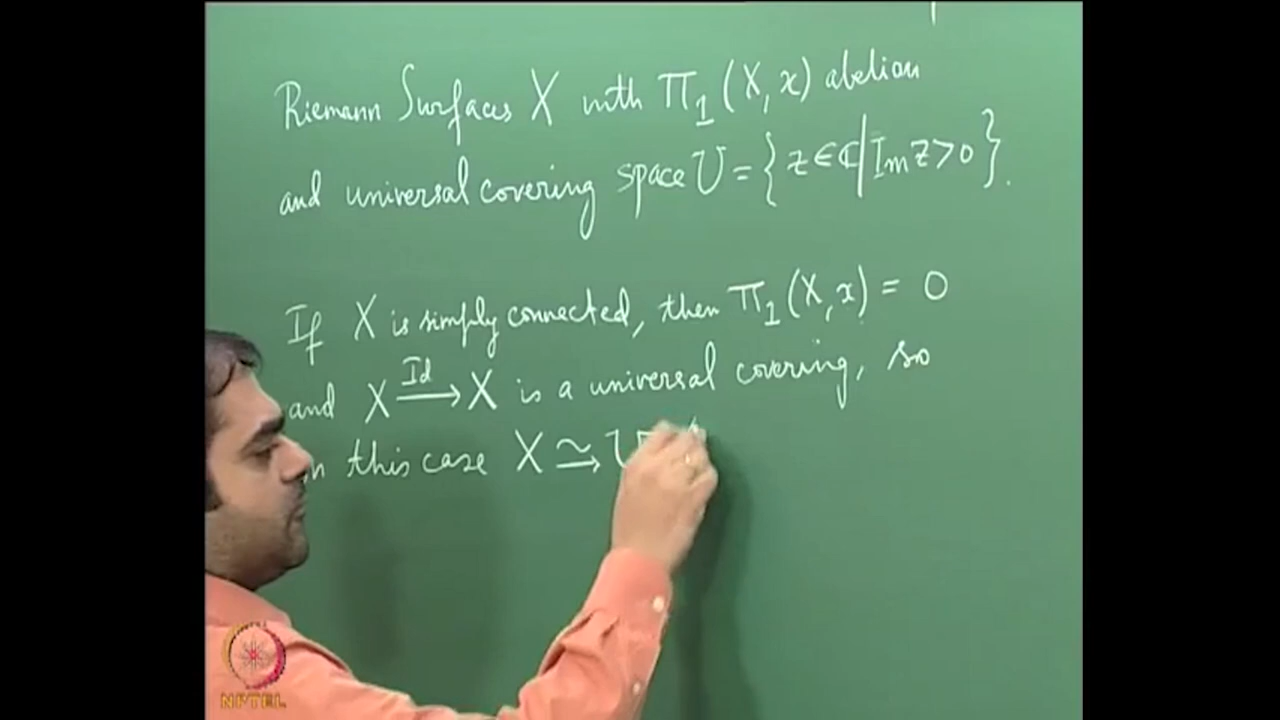 Riemann Surfaces X with Π₁(X, x) abelian
and universal covering space U = {z ∈ ℂ | Im z > 0}.
If X is simply connected, then Π₁(X, x) = 0
and X —Id→ X is a universal covering, so
this case X ≃→ U
NPTEL